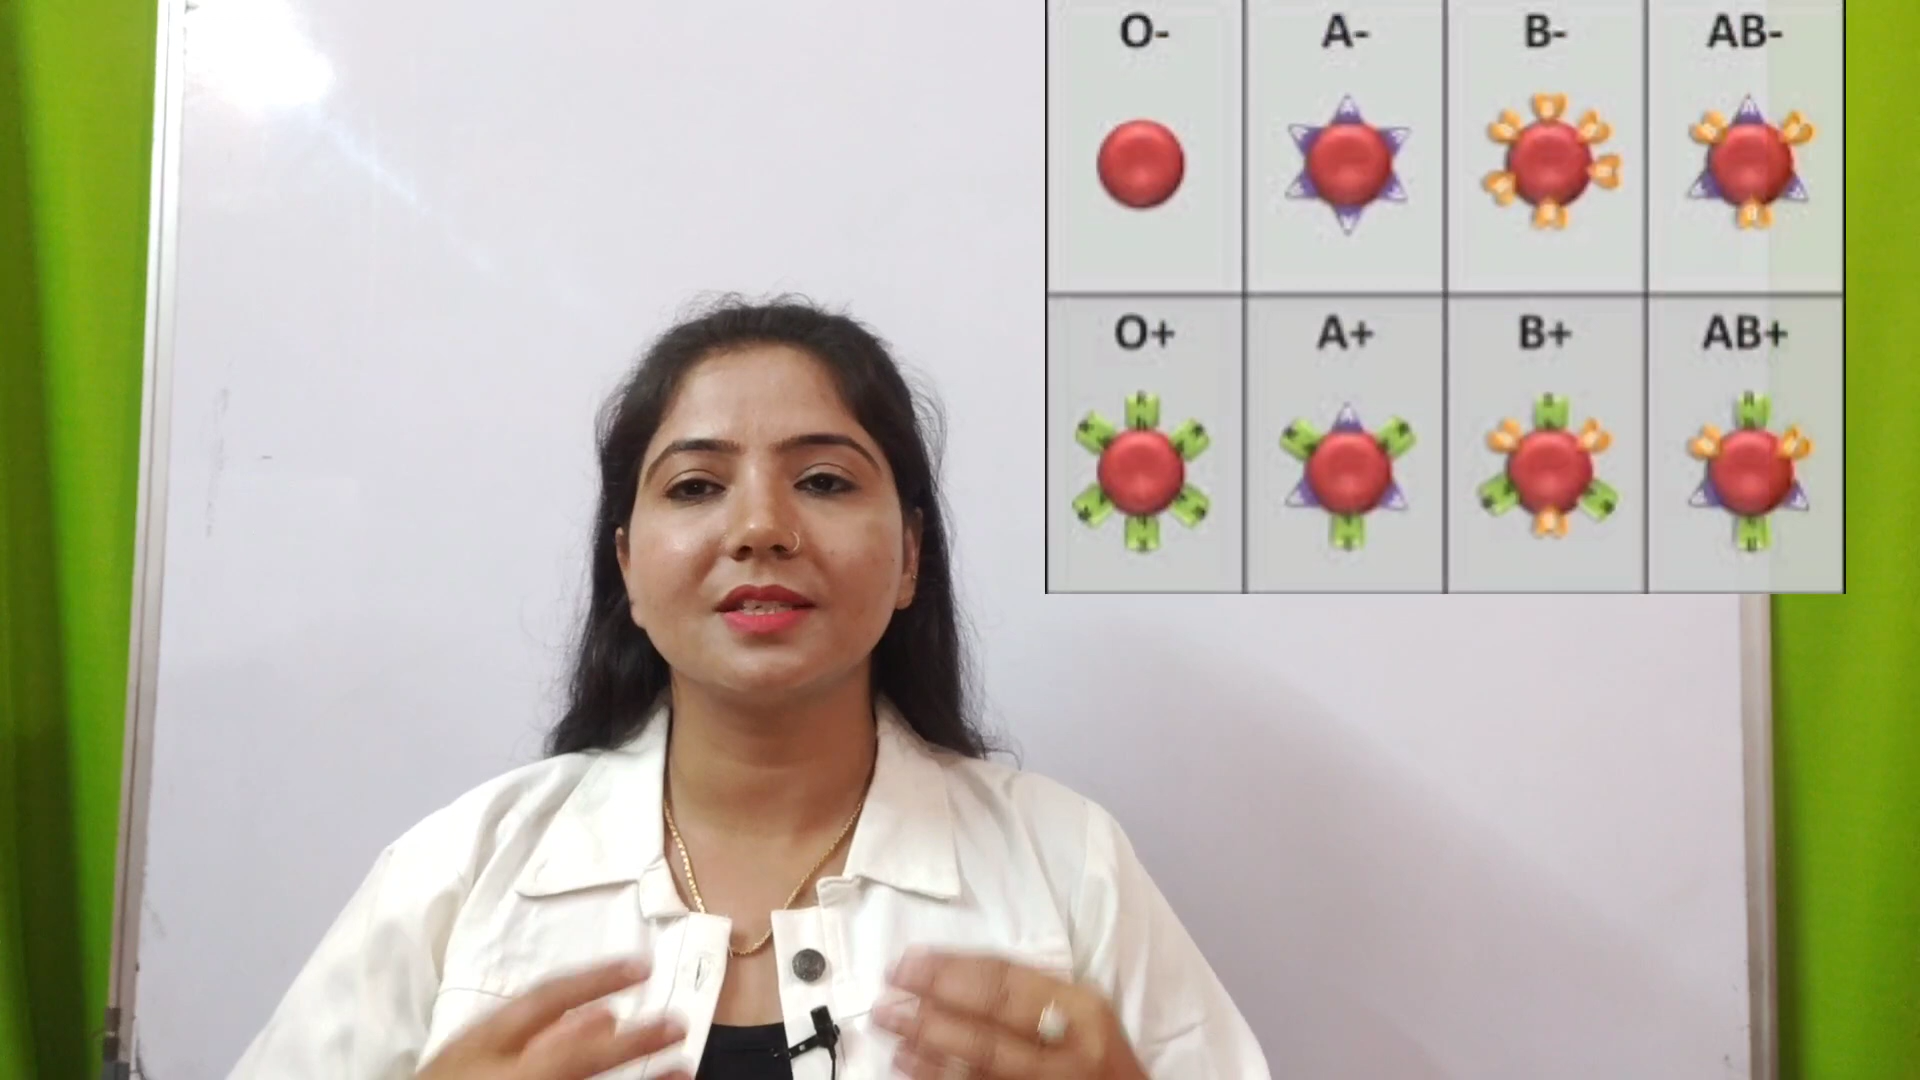 O- A- B- AB-
O+ A+ B+ AB+